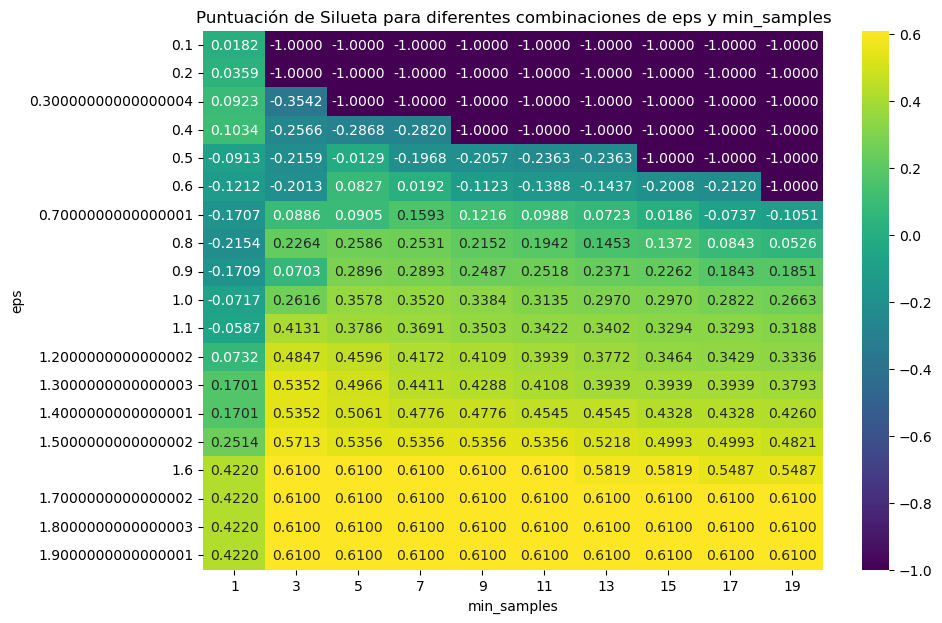 Puntuación de Silueta para diferentes combinaciones de eps y min_samples
0.1 0.0182 -1.0000 -1.0000 -1.0000 -1.0000 -1.0000 -1.0000 -1.0000 -1.0000 -1.0000
0.2 0.0359 -1.0000 -1.0000 -1.0000 -1.0000 -1.0000 -1.0000 -1.0000 -1.0000 -1.0000
0.30000000000000004 0.0923 -0.3542 -1.0000 -1.0000 -1.0000 -1.0000 -1.0000 -1.0000 -1.0000 -1.0000
0.4 0.1034 -0.2566 -0.2868 -0.2820 -1.0000 -1.0000 -1.0000 -1.0000 -1.0000 -1.0000
0.5 -0.0913 -0.2159 -0.0129 -0.1968 -0.2057 -0.2363 -0.2363 -1.0000 -1.0000 -1.0000
0.6 -0.1212 -0.2013 0.0827 0.0192 -0.1123 -0.1388 -0.1437 -0.2008 -0.2120 -1.0000
0.7000000000000001 -0.1707 0.0886 0.0905 0.1593 0.1216 0.0988 0.0723 0.0186 -0.0737 -0.1051
0.8 -0.2154 0.2264 0.2586 0.2531 0.2152 0.1942 0.1453 0.1372 0.0843 0.0526
0.9 -0.1709 0.0703 0.2896 0.2893 0.2487 0.2518 0.2371 0.2262 0.1843 0.1851
1.0 -0.0717 0.2616 0.3578 0.3520 0.3384 0.3135 0.2970 0.2970 0.2822 0.2663
1.1 -0.0587 0.4131 0.3786 0.3691 0.3503 0.3422 0.3402 0.3294 0.3293 0.3188
1.2000000000000002 0.0732 0.4847 0.4596 0.4172 0.4109 0.3939 0.3772 0.3464 0.3429 0.3336
1.3000000000000003 0.1701 0.5352 0.4966 0.4411 0.4288 0.4108 0.3939 0.3939 0.3939 0.3793
1.4000000000000001 0.1701 0.5352 0.5061 0.4776 0.4776 0.4545 0.4545 0.4328 0.4328 0.4260
1.5000000000000002 0.2514 0.5713 0.5356 0.5356 0.5356 0.5356 0.5218 0.4993 0.4993 0.4821
1.6 0.4220 0.6100 0.6100 0.6100 0.6100 0.6100 0.5819 0.5819 0.5487 0.5487
1.7000000000000002 0.4220 0.6100 0.6100 0.6100 0.6100 0.6100 0.6100 0.6100 0.6100 0.6100
1.8000000000000003 0.4220 0.6100 0.6100 0.6100 0.6100 0.6100 0.6100 0.6100 0.6100 0.6100
1.9000000000000001 0.4220 0.6100 0.6100 0.6100 0.6100 0.6100 0.6100 0.6100 0.6100 0.6100
1 3 5 7 9 11 13 15 17 19
min_samples
eps
0.6
0.4
0.2
0.0
−0.2
−0.4
−0.6
−0.8
−1.0